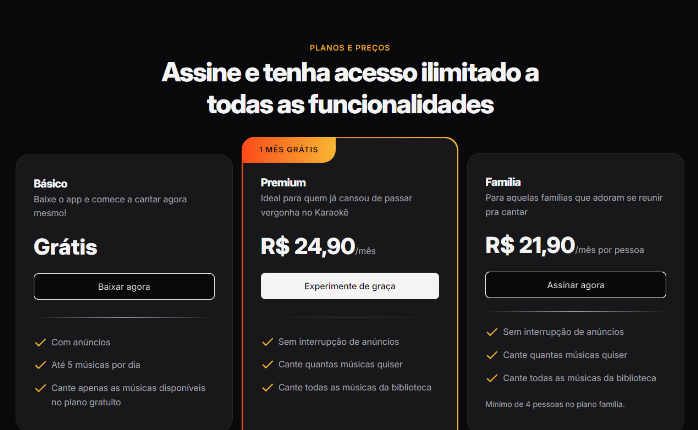 PLANOS E PREÇOS
Assine e tenha acesso ilimitado a
todas as funcionalidades
Básico
Baixe o app e comece a cantar agora
mesmo!
Grátis
Baixar agora
Com anúncios
Até 5 músicas por dia
Cante apenas as músicas disponíveis
no plano gratuito
1 MÊS GRÁTIS
Premium
Ideal para quem já cansou de passar
vergonha no Karaokê
R$ 24,90/mês
Experimente de graça
Sem interrupção de anúncios
Cante quantas músicas quiser
Cante todas as músicas da biblioteca
Família
Para aquelas famílias que adoram se reunir
pra cantar
R$ 21,90/mês por pessoa
Assinar agora
Sem interrupção de anúncios
Cante quantas músicas quiser
Cante todas as músicas da biblioteca
Mínimo de 4 pessoas no plano família.